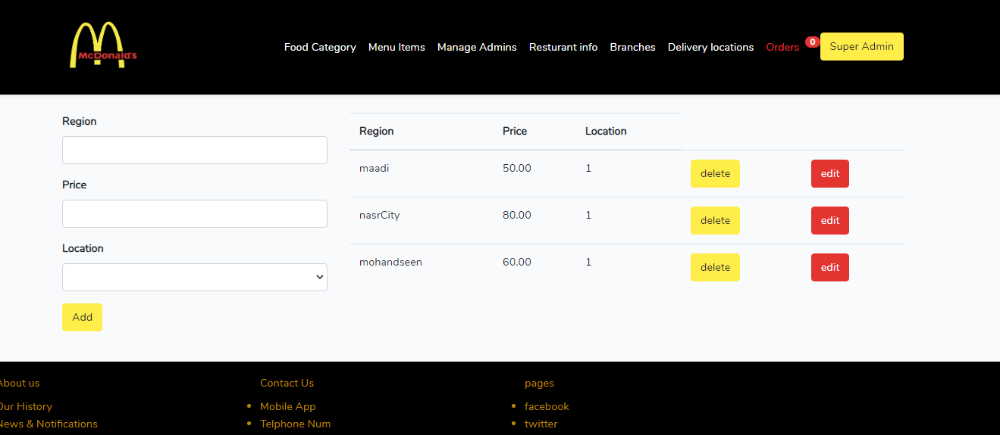 McDonald's
Food Category Menu Items Manage Admins Resturant info Branches Delivery locations Orders 0 Super Admin
Region
Price
Location
Add
Region Price Location
maadi 50.00 1 delete edit
nasrCity 80.00 1 delete edit
mohandseen 60.00 1 delete edit
About us
Our History
News & Notifications
Contact Us
Mobile App
Telphone Num
pages
facebook
twitter